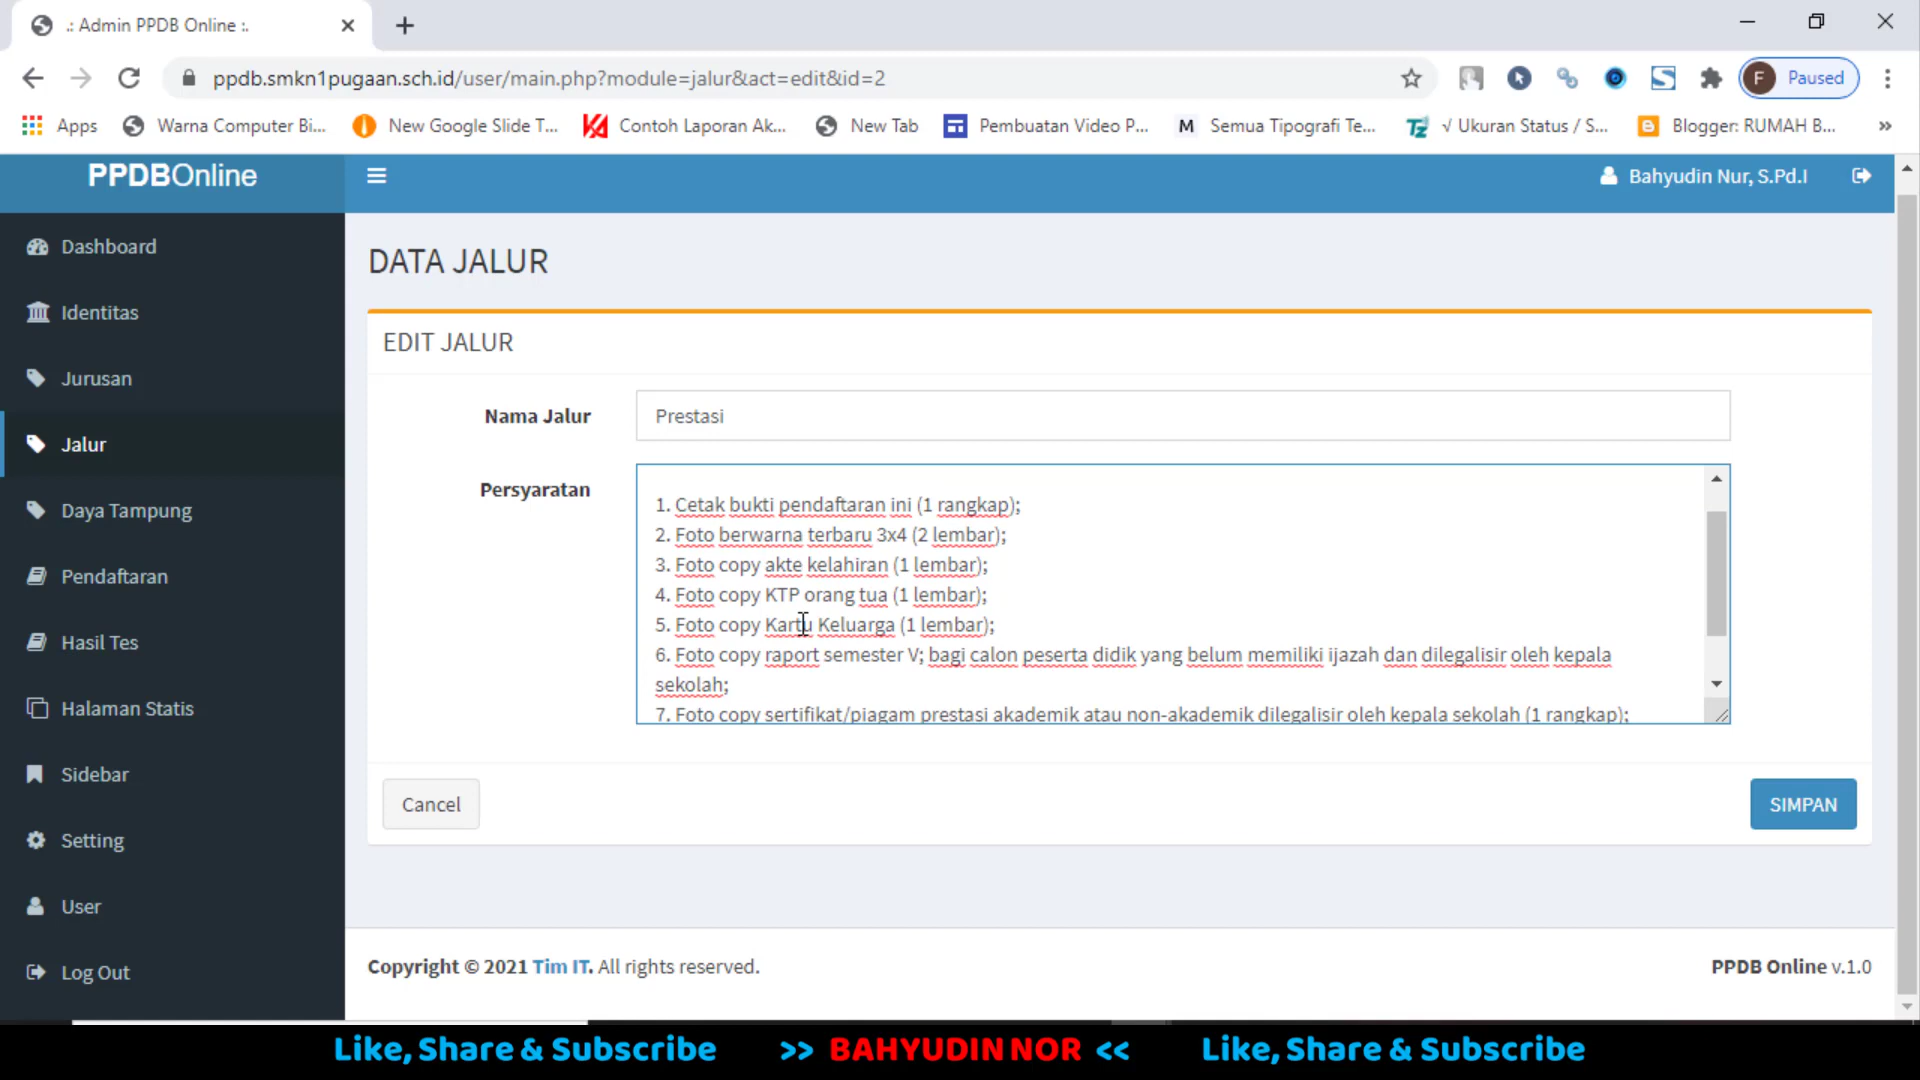 .: Admin PPDB Online :.
ppdb.smkn1pugaan.sch.id/user/main.php?module=jalur&act=edit&id=2
F Paused
Apps
Warna Computer Bi...
New Google Slide T...
Contoh Laporan Ak...
New Tab
Pembuatan Video P...
M Semua Tipografi Te...
√ Ukuran Status / S...
Blogger: RUMAH B...
PPDBOnline
Bahyudin Nur, S.Pd.I
Dashboard
Identitas
Jurusan
Jalur
Daya Tampung
Pendaftaran
Hasil Tes
Halaman Statis
Sidebar
Setting
User
Log Out
DATA JALUR
EDIT JALUR
Nama Jalur
Prestasi
Persyaratan
1. Cetak bukti pendaftaran ini (1 rangkap);
2. Foto berwarna terbaru 3x4 (2 lembar);
3. Foto copy akte kelahiran (1 lembar);
4. Foto copy KTP orang tua (1 lembar);
5. Foto copy Kartu Keluarga (1 lembar);
6. Foto copy raport semester V; bagi calon peserta didik yang belum memiliki ijazah dan dilegalisir oleh kepala
sekolah;
7. Foto copy sertifikat/piagam prestasi akademik atau non-akademik dilegalisir oleh kepala sekolah (1 rangkap);
Cancel
SIMPAN
Copyright © 2021 Tim IT. All rights reserved.
PPDB Online v.1.0
Like, Share & Subscribe >> BAHYUDIN NOR << Like, Share & Subscribe